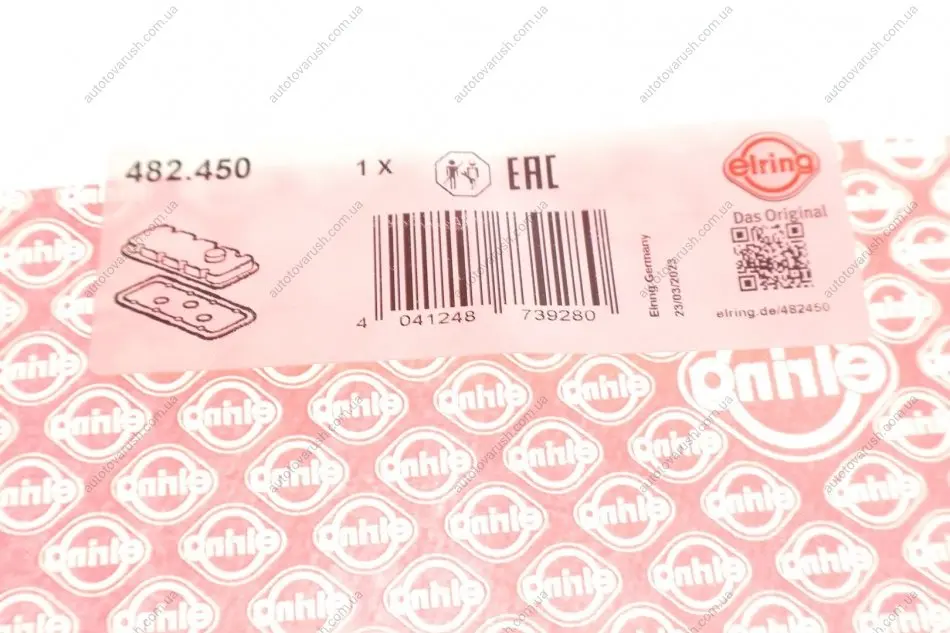 482.450
1 X
EAC
elring
Das Original
elring.de/482450
Elring Germany
23/03/2023
4 041248 739280
elring
autotovarush.com.ua